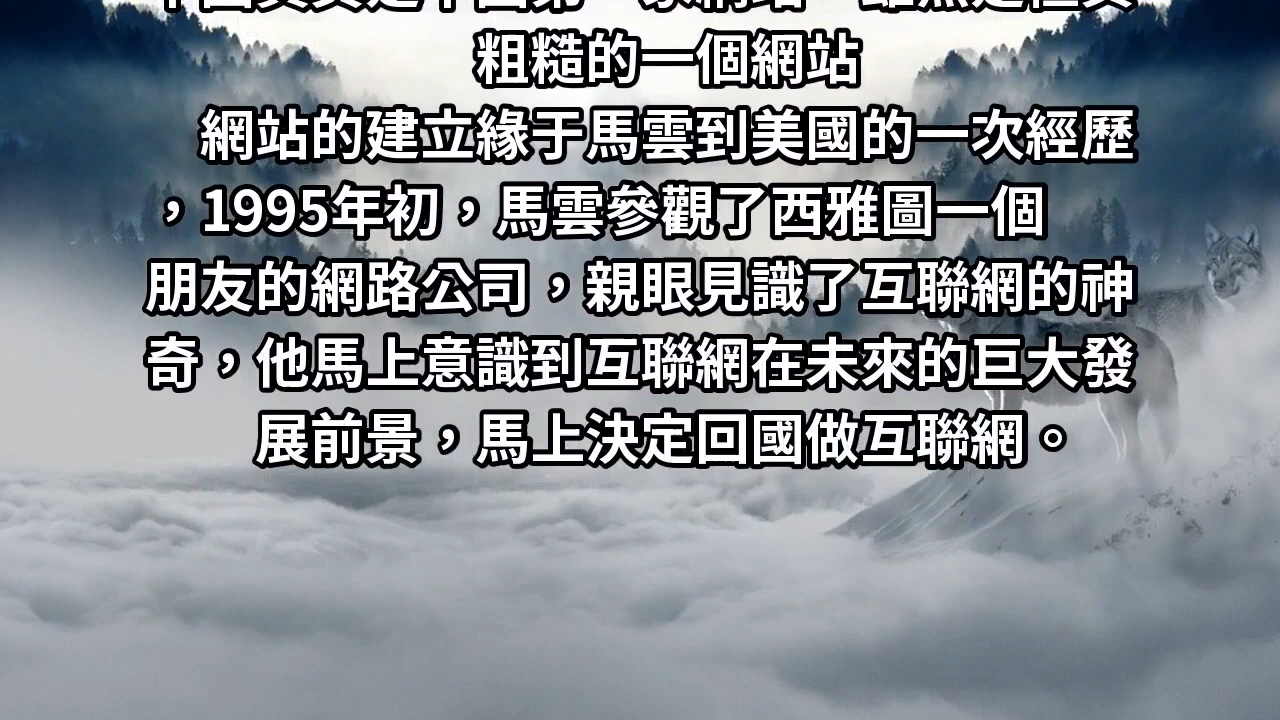 粗糙的一個網站
網站的建立緣于馬雲到美國的一次經歷
，1995年初，馬雲參觀了西雅圖一個
朋友的網路公司，親眼見識了互聯網的神
奇，他馬上意識到互聯網在未來的巨大發
展前景，馬上決定回國做互聯網。